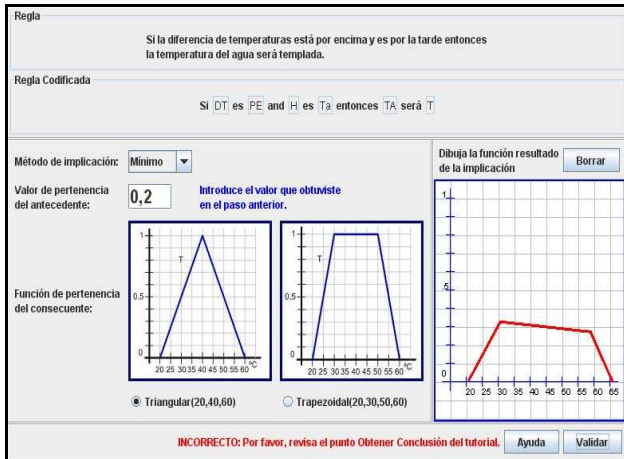 Regla
Si la diferencia de temperaturas está por encima y es por la tarde entonces
la temperatura del agua será templada.
Regla Codificada
Si DT es PE and H es Ta entonces TA será T
Método de implicación: Mínimo
Valor de pertenencia
del antecedente: 0,2
Introduce el valor que obtuviste
en el paso anterior.
Función de pertenencia
del consecuente:
1
T
0,5
0
20 25 30 35 40 45 50 55 60 ºC
1
T
0,5
0
20 25 30 35 40 45 50 55 60 ºC
Triangular(20,40,60)
Trapezoidal(20,30,50,60)
Dibuja la función resultado
de la implicación
Borrar
1
.5
0
20 25 30 35 40 45 50 55 60 65
INCORRECTO: Por favor, revisa el punto Obtener Conclusión del tutorial. Ayuda Validar